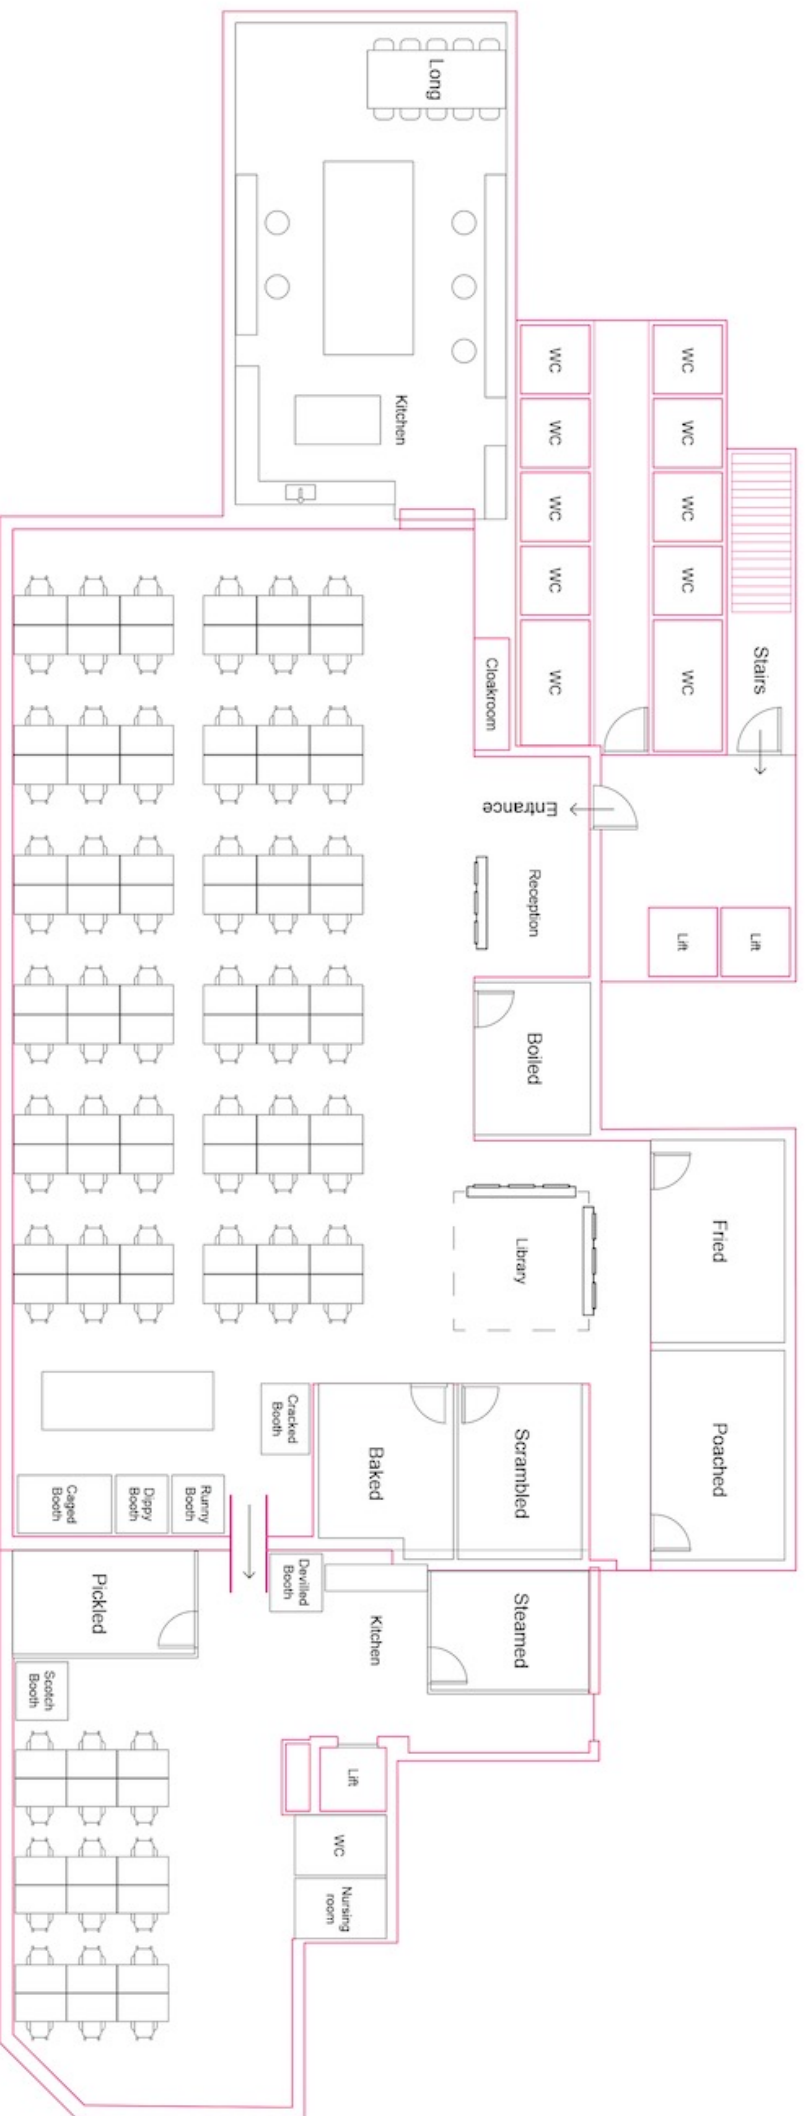 Long
Kitchen
WC
WC
WC
WC
WC
WC
WC
WC
WC
WC
Stairs
Cloakroom
Entrance
Reception
Lift
Lift
Boiled
Library
Fried
Poached
Cracked
Booth
Baked
Scrambled
Caged
Booth
Dippy
Booth
Runny
Booth
Pickled
Devilled
Booth
Kitchen
Steamed
Scotch
Booth
Lift
WC
Nursing
room